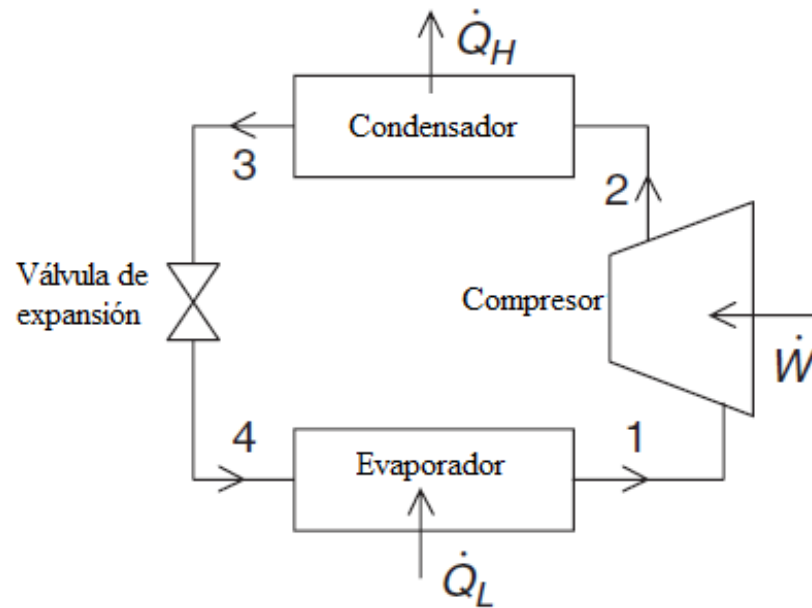 Q̇_H
Condensador
3
2
Válvula de
expansión
Compresor
Ẇ
4
1
Evaporador
Q̇_L